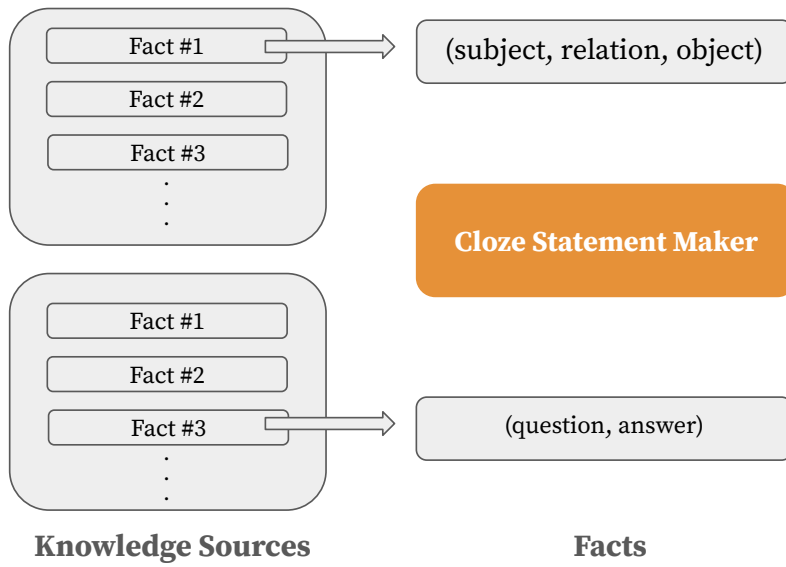 Fact #1
Fact #2
Fact #3
.
.
.
(subject, relation, object)
Cloze Statement Maker
Fact #1
Fact #2
Fact #3
.
.
.
(question, answer)
Knowledge Sources
Facts